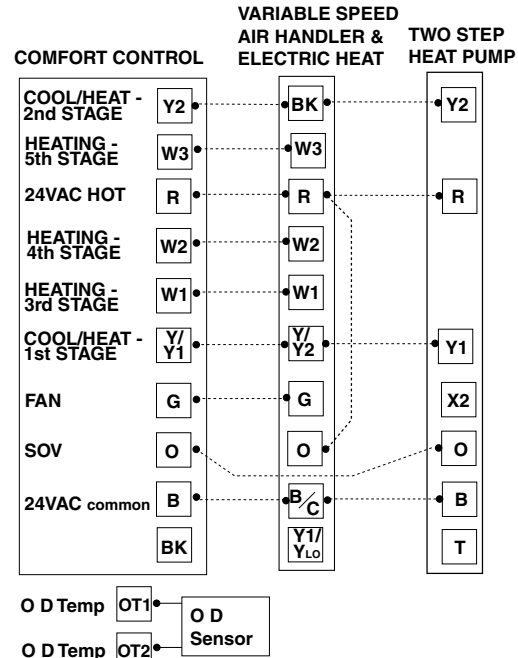 VARIABLE SPEED
AIR HANDLER &
ELECTRIC HEAT
TWO STEP
HEAT PUMP
COMFORT CONTROL
COOL/HEAT -
2nd STAGE
Y2
BK
Y2
HEATING -
5th STAGE
W3
W3
24VAC HOT
R
R
R
HEATING -
4th STAGE
W2
W2
HEATING -
3rd STAGE
W1
W1
COOL/HEAT -
1st STAGE
Y/
Y1
Y/
Y2
Y1
FAN
G
G
X2
SOV
O
O
O
24VAC common
B
B/C
B
BK
Y1/
YLO
T
O D Temp
OT1
O D
Sensor
O D Temp
OT2